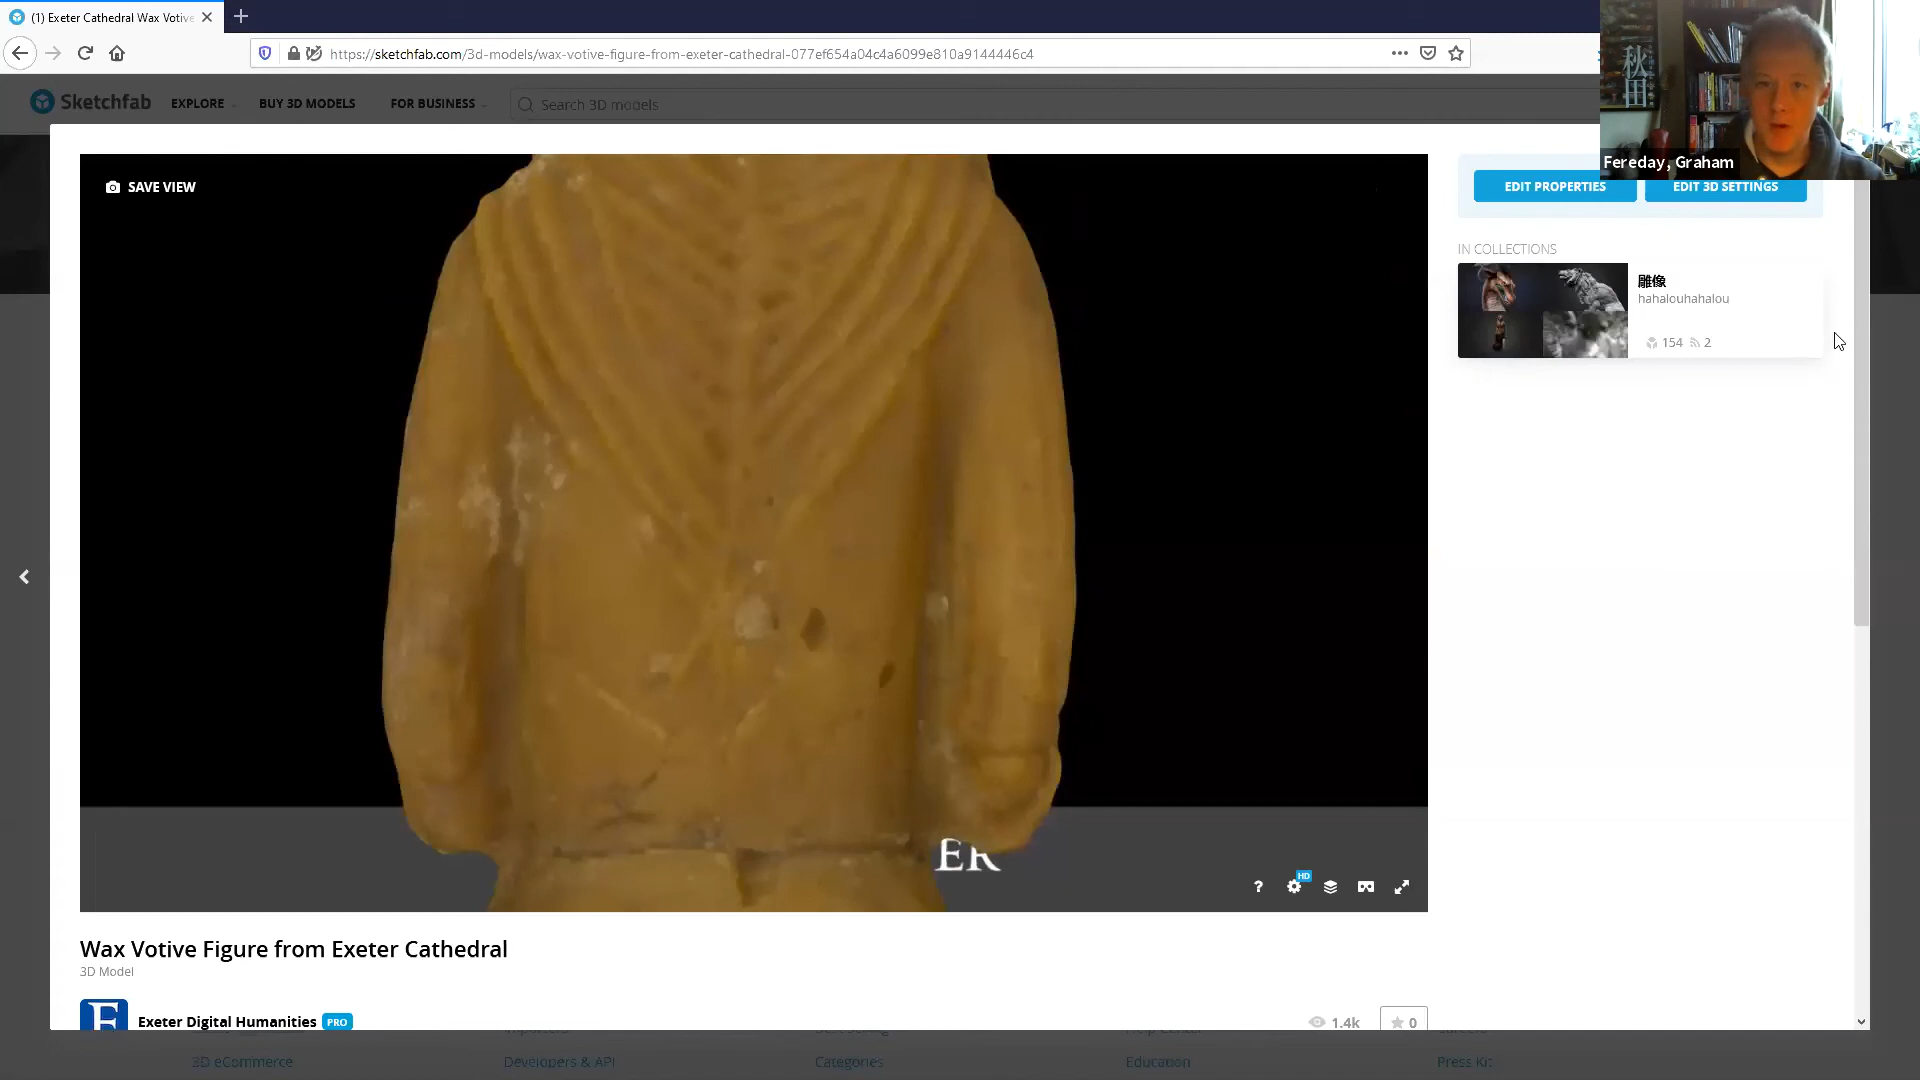 (1) Exeter Cathedral Wax Votive
https://sketchfab.com/3d-models/wax-votive-figure-from-exeter-cathedral-077ef654a04c4a6099e810a9144446c4
秋田
Sketchfab EXPLORE BUY 3D MODELS FOR BUSINESS Search 3D models
Fereday, Graham
SAVE VIEW
EDIT PROPERTIES EDIT 3D SETTINGS
IN COLLECTIONS
雕像
hahalouhahalou
154 2
ER
? HD
Wax Votive Figure from Exeter Cathedral
3D Model
E Exeter Digital Humanities PRO
1.4k 0
3D eCommerce Developers & API Categories Education Press Kit